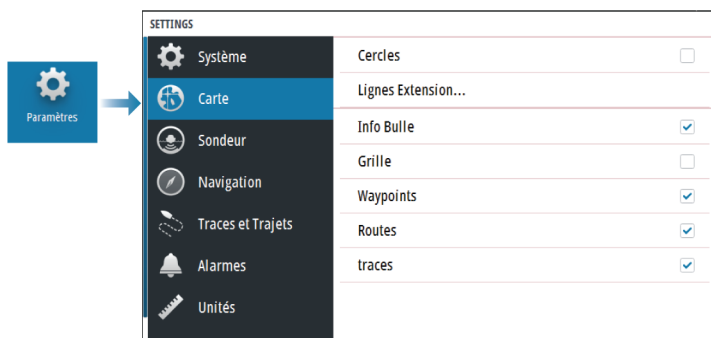 SETTINGS
Paramètres
Système
Carte
Sondeur
Navigation
Traces et Trajets
Alarmes
Unités
Cercles
Lignes Extension...
Info Bulle
Grille
Waypoints
Routes
traces